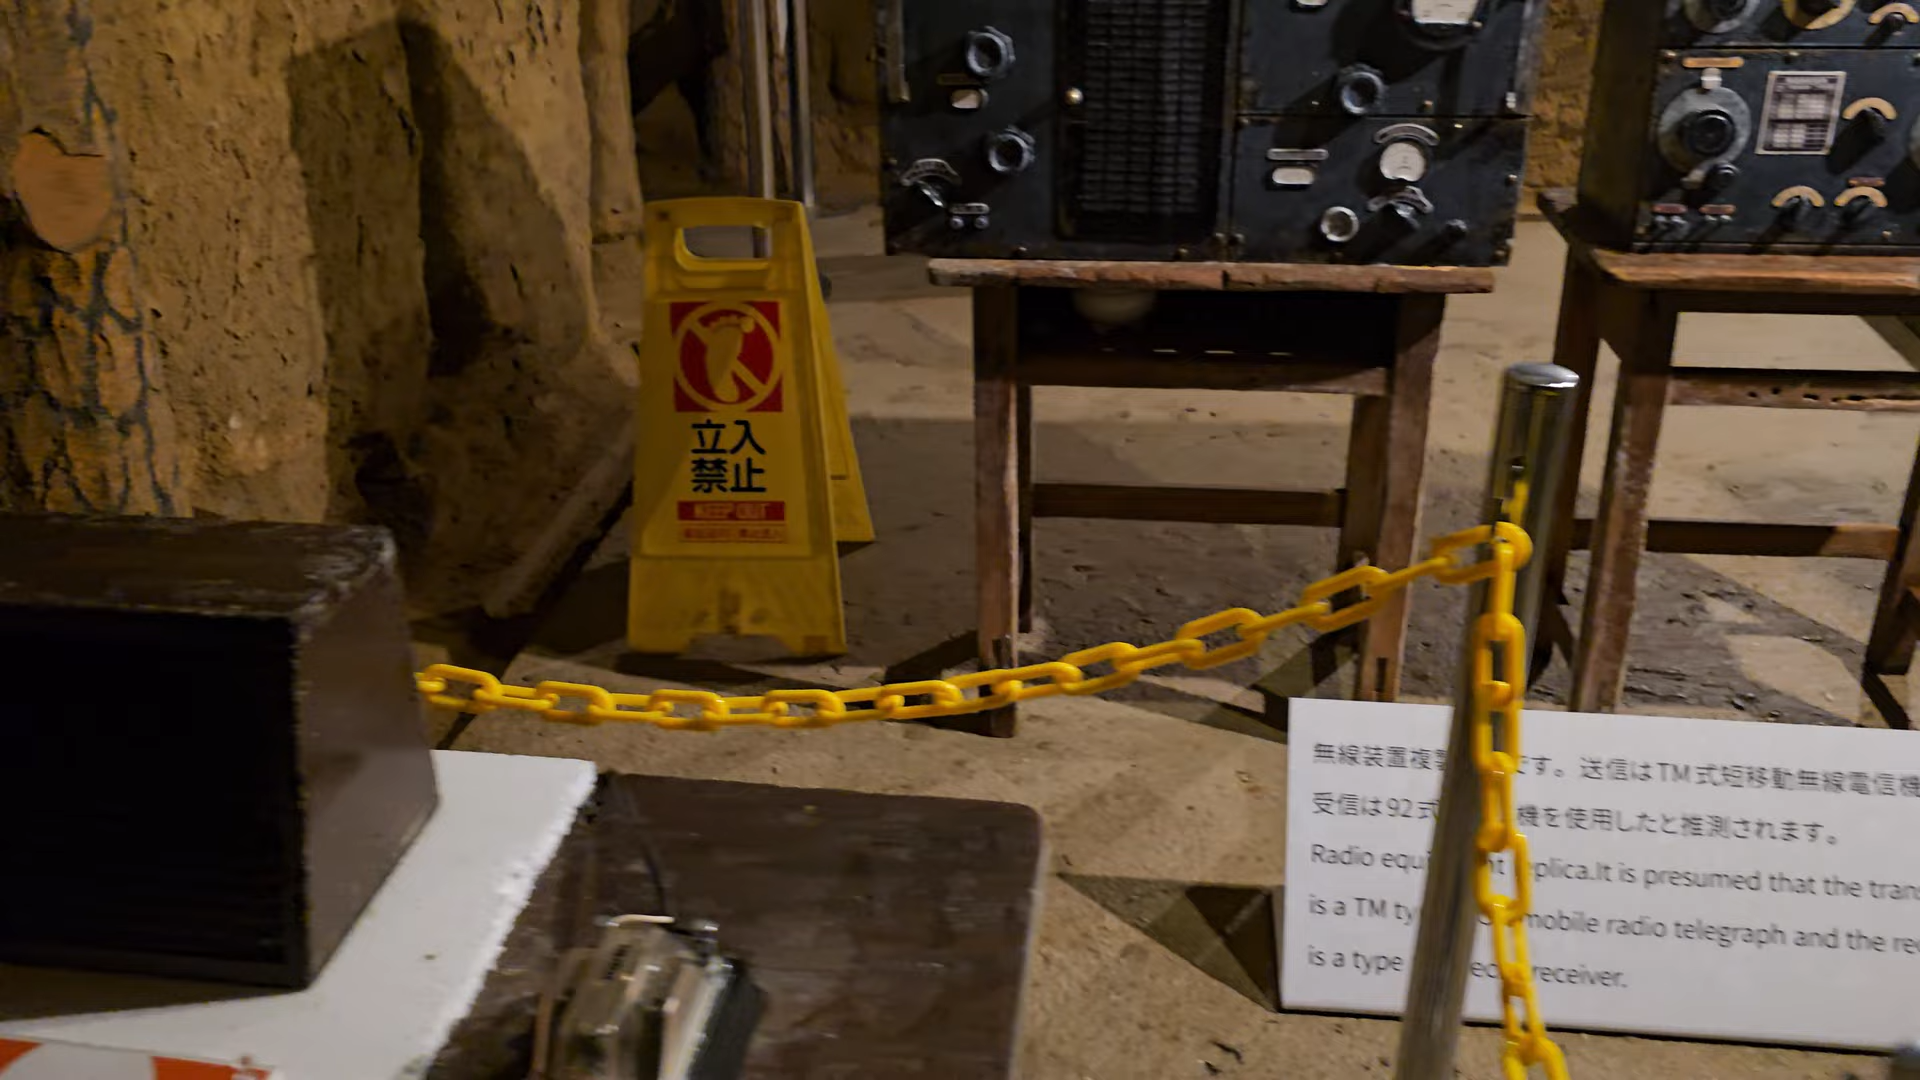 立入
禁止
KEEP OUT
無線装置複 です。送信はTM式短移動無線電信機
受信は92式 機を使用したと推測されます。
Radio equ nt plica.It is presumed that the tran
is a TM ty mobile radio telegraph and the re
is a type receiver.